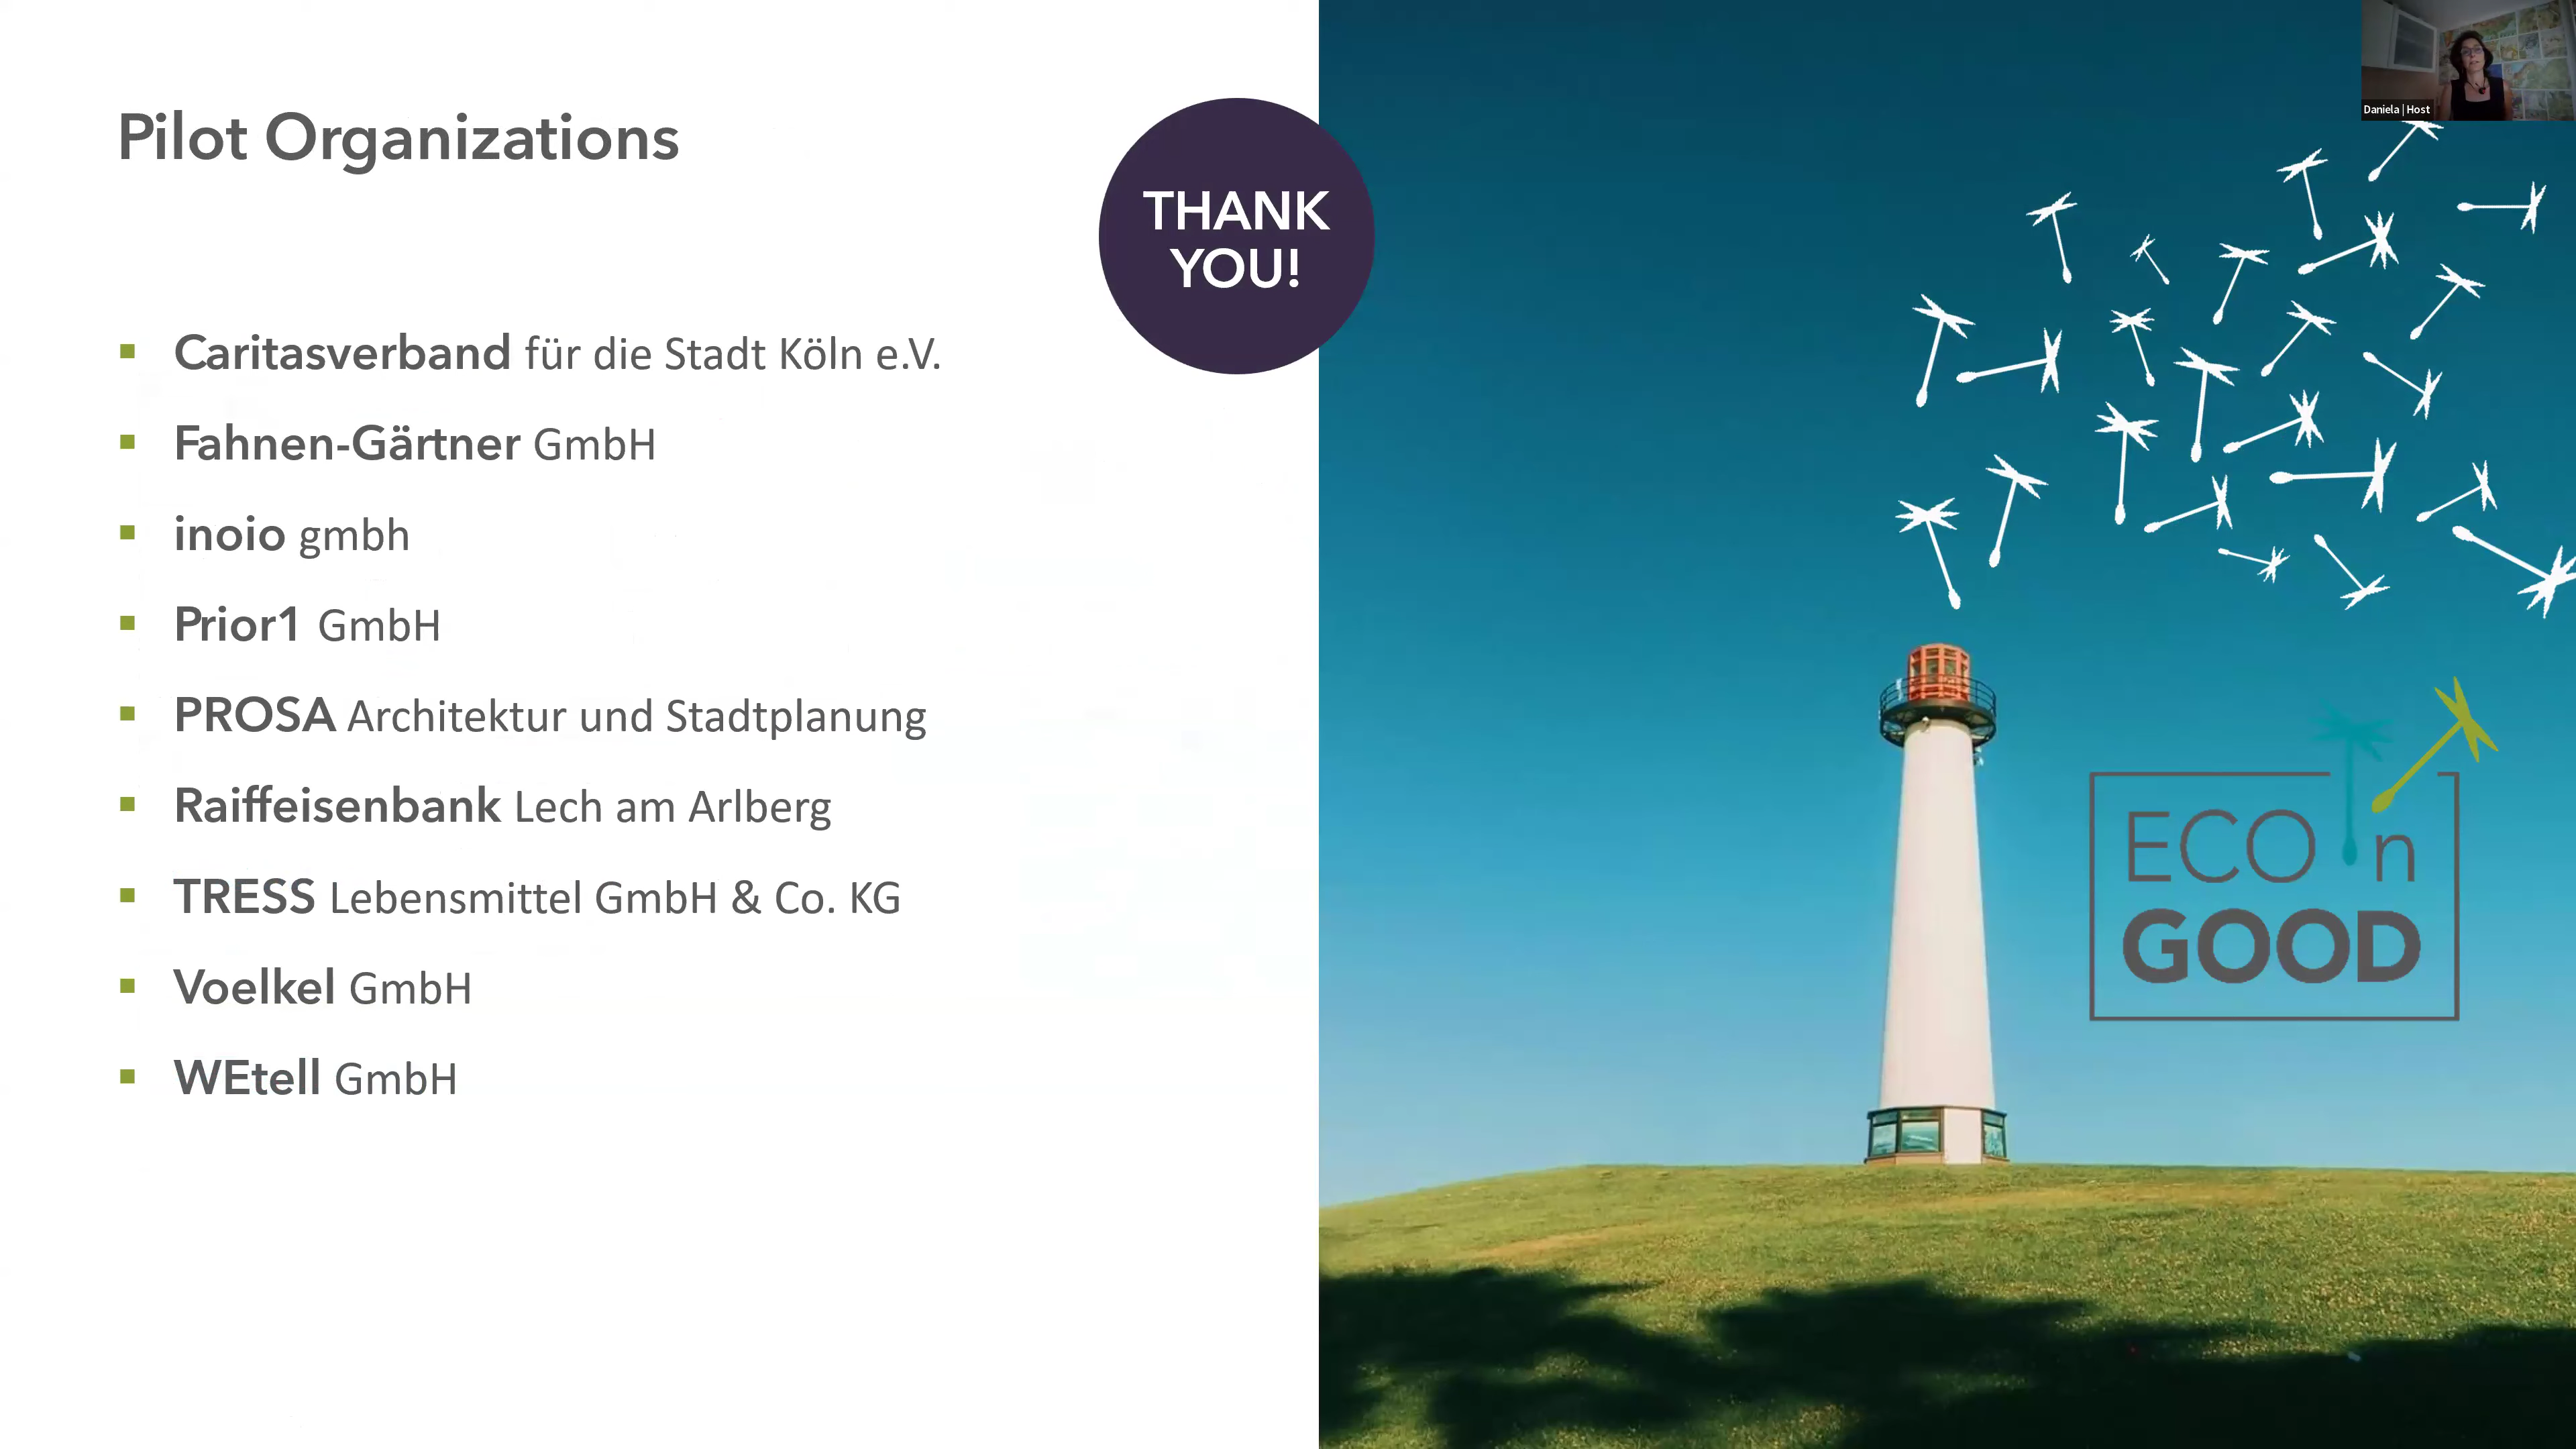 Pilot Organizations
THANK
YOU!
▪ Caritasverband für die Stadt Köln e.V.
▪ Fahnen-Gärtner GmbH
▪ inoio gmbh
▪ Prior1 GmbH
▪ PROSA Architektur und Stadtplanung
▪ Raiffeisenbank Lech am Arlberg
▪ TRESS Lebensmittel GmbH & Co. KG
▪ Voelkel GmbH
▪ WEtell GmbH
Daniela | Host
ECO n
GOOD